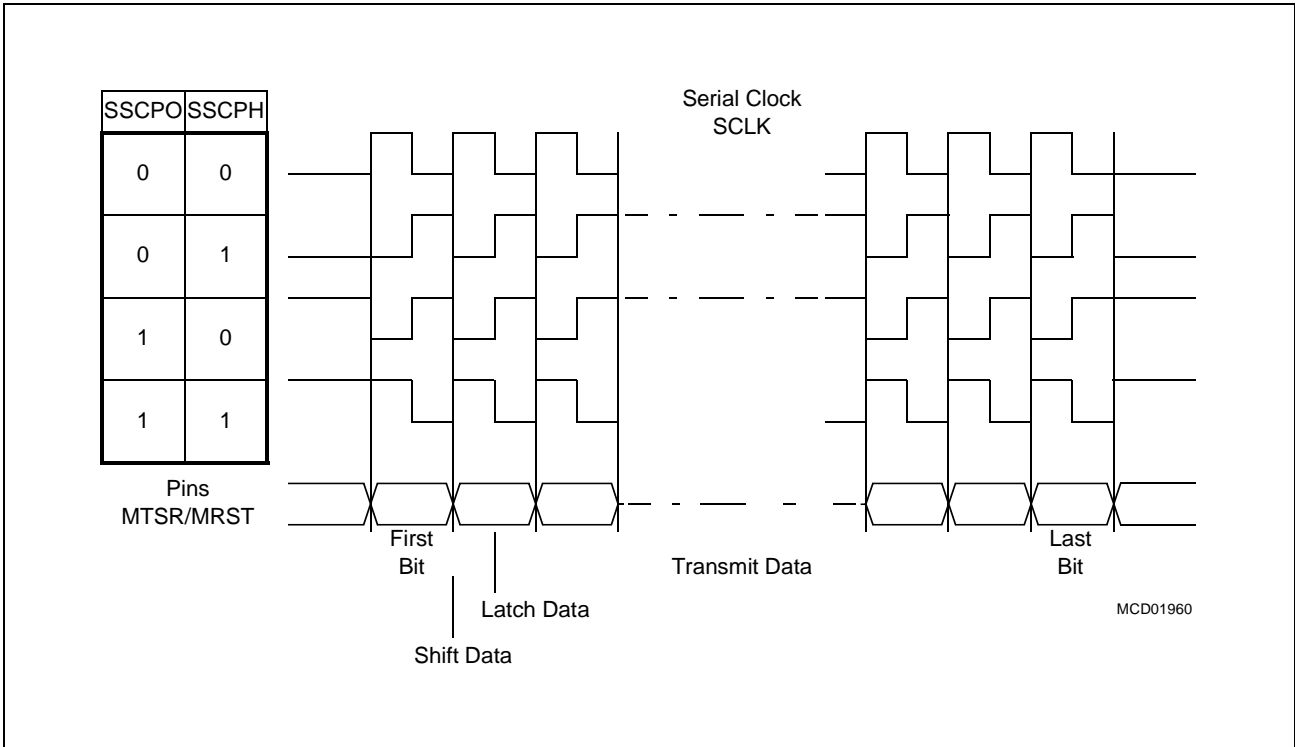 Serial Clock
SCLK
SSCPO SSCPH
0 0
0 1
1 0
1 1
Pins
MTSR/MRST
First
Bit
Last
Bit
Transmit Data
Latch Data
Shift Data
MCD01960